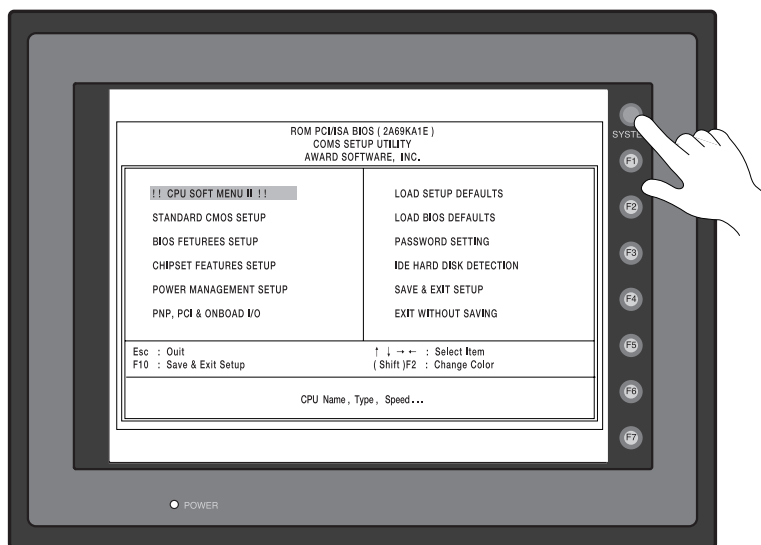 ROM PCI/ISA BIOS ( 2A69KA1E )
COMS SETUP UTILITY
AWARD SOFTWARE, INC.
!! CPU SOFT MENU II !!
STANDARD CMOS SETUP
BIOS FETUREES SETUP
CHIPSET FEATURES SETUP
POWER MANAGEMENT SETUP
PNP, PCI & ONBOAD I/O
LOAD SETUP DEFAULTS
LOAD BIOS DEFAULTS
PASSWORD SETTING
IDE HARD DISK DETECTION
SAVE & EXIT SETUP
EXIT WITHOUT SAVING
Esc : Ouit
F10 : Save & Exit Setup
↑ ↓ → ← : Select Item
( Shift )F2 : Change Color
CPU Name , Type , Speed...
SYSTE
F1
F2
F3
F4
F5
F6
F7
POWER